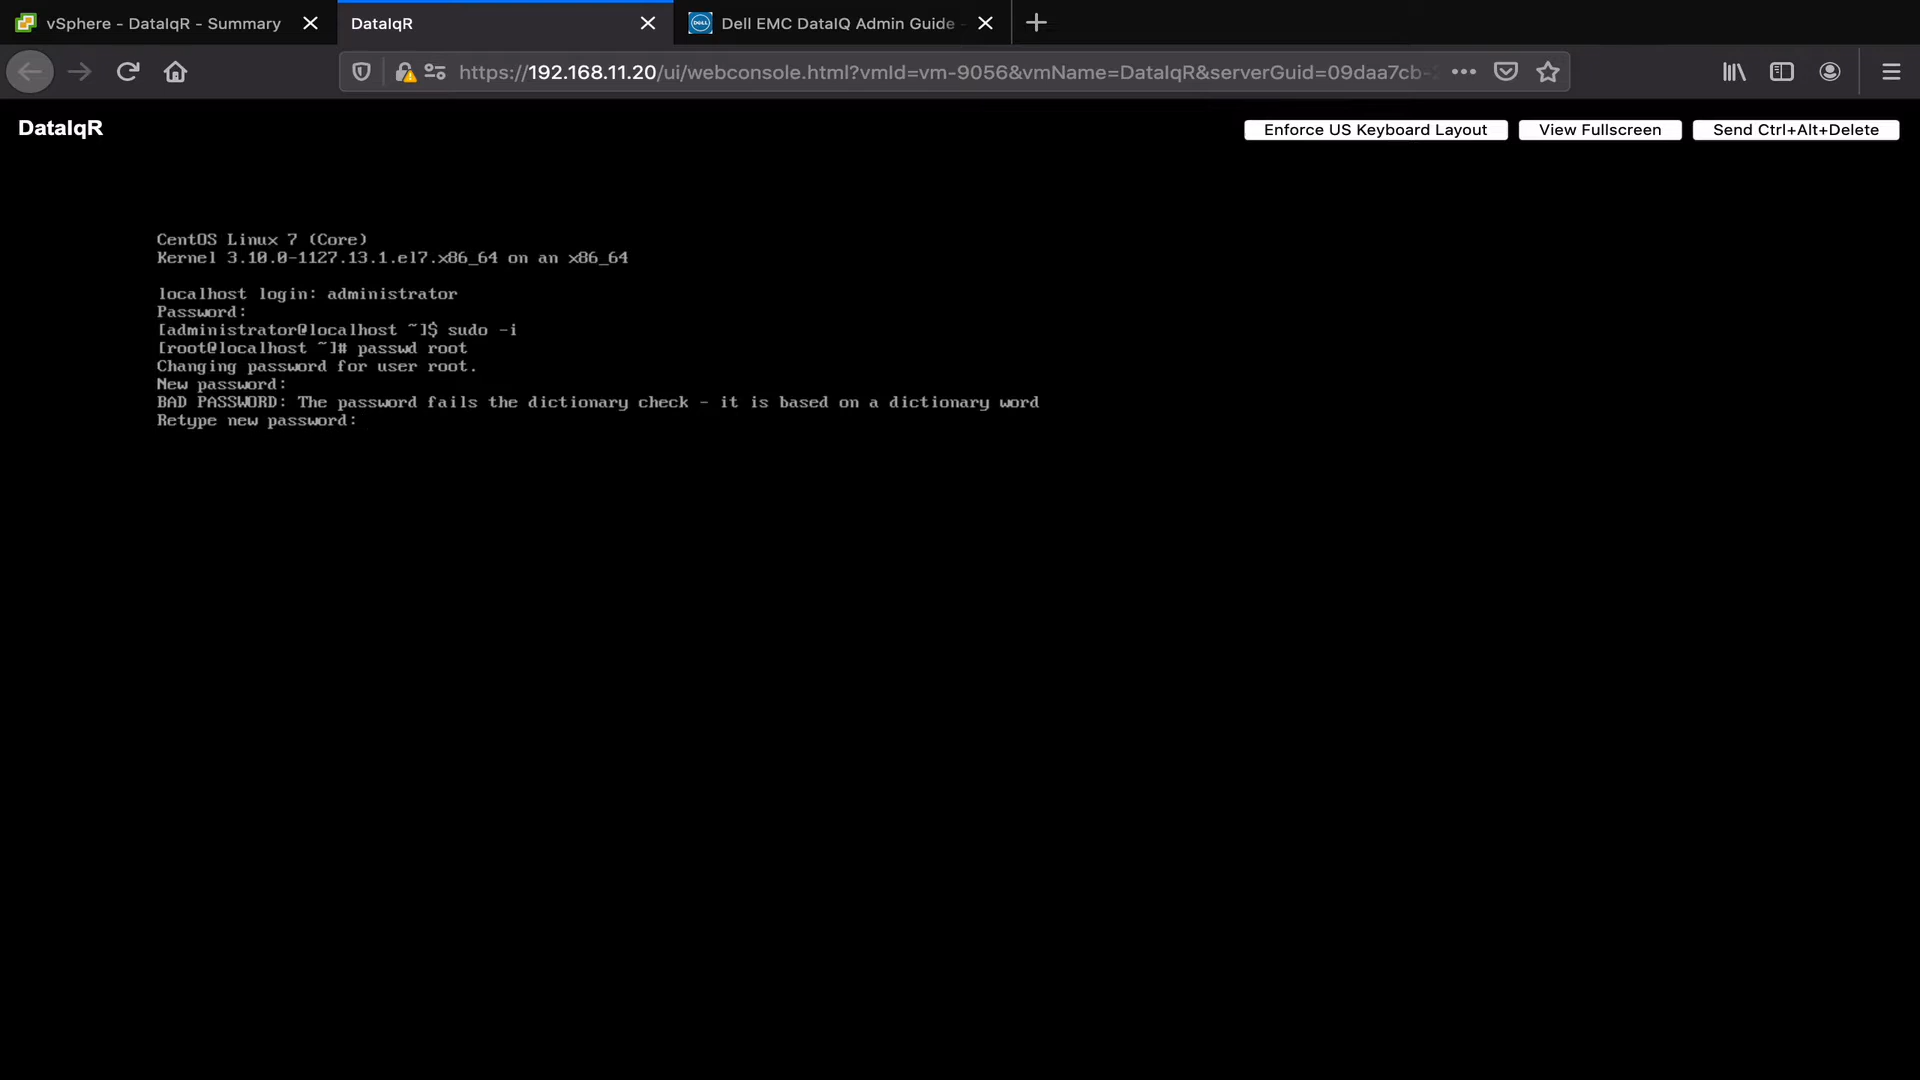 vSphere - DataIqR - Summary
DataIqR
Dell EMC DataIQ Admin Guide -
https://192.168.11.20/ui/webconsole.html?vmId=vm-9056&vmName=DataIqR&serverGuid=09daa7cb-
DataIqR
Enforce US Keyboard Layout
View Fullscreen
Send Ctrl+Alt+Delete
CentOS Linux 7 (Core)
Kernel 3.10.0-1127.13.1.el7.x86_64 on an x86_64
localhost login: administrator
Password:
[administrator@localhost ~]$ sudo -i
[root@localhost ~]# passwd root
Changing password for user root.
New password:
BAD PASSWORD: The password fails the dictionary check - it is based on a dictionary word
Retype new password: